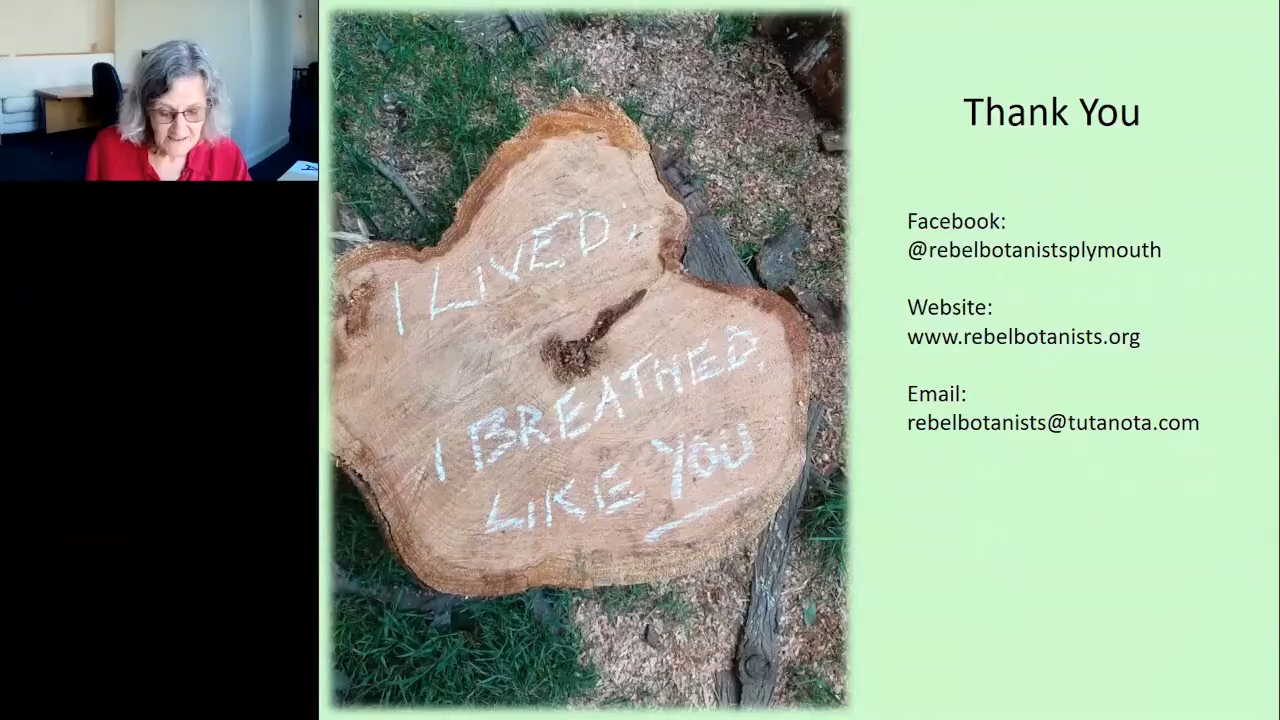 I LIVED,
I BREATHED,
LIKE YOU
Thank You
Facebook:
@rebelbotanistsplymouth
Website:
www.rebelbotanists.org
Email:
rebelbotanists@tutanota.com